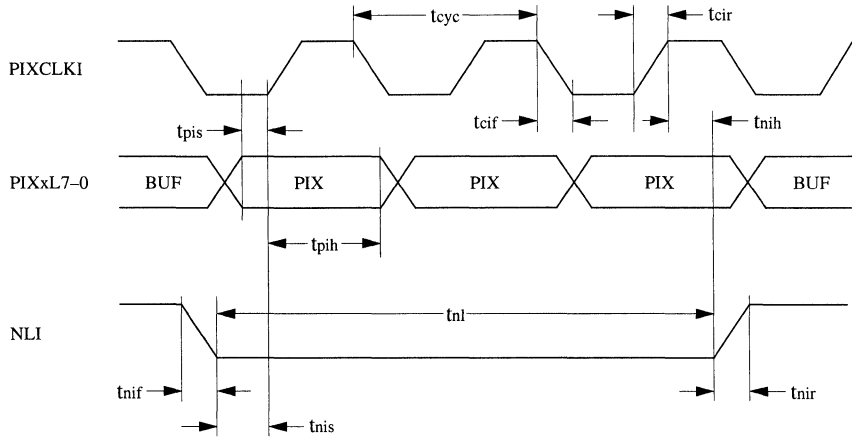 tcyc
tcir
PIXCLKI
tpis
tcif
tnih
PIXxL7–0
BUF
PIX
PIX
PIX
BUF
tpih
tnl
NLI
tnif
tnir
tnis